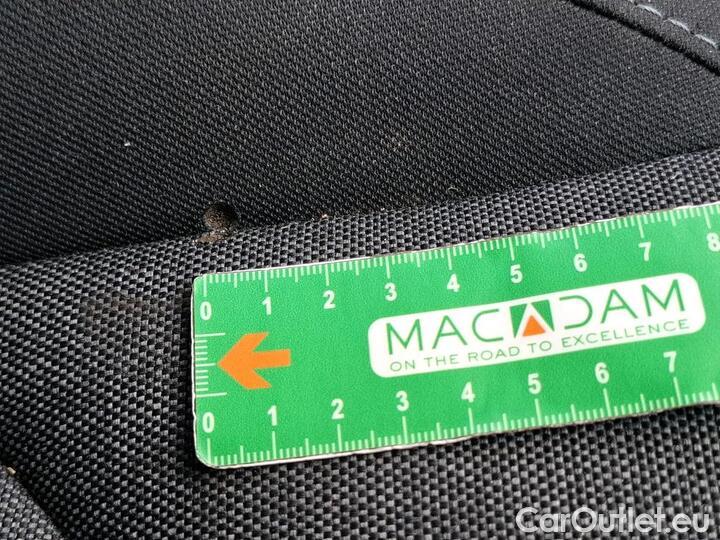 0 1 2 3 4 5 6 7 8
MACADAM
ON THE ROAD TO EXCELLENCE
0 1 2 3 4 5 6 7
CarOutlet.eu